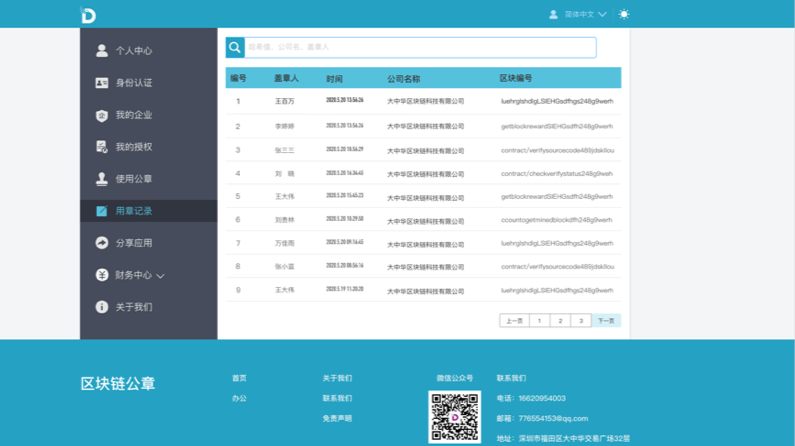 简体中文
个人中心
身份认证
我的企业
我的授权
使用公章
用章记录
分享应用
财务中心
关于我们
哈希值、公司名、盖章人
编号 盖章人 时间 公司名称 区块编号
1 王百万 2020.5.20 13:56:26 大中华区块链科技有限公司 luehrglshdlgLSIEHGsdfhgs248g9werh
2 李婷婷 2020.5.20 13:56:26 大中华区块链科技有限公司 getblockrewardSIEHGsdfh248g9werh
3 张三三 2020.5.20 18:56:29 大中华区块链科技有限公司 contract/verifysourcecode489jdskliou
4 刘 晓 2020.5.20 16:34:45 大中华区块链科技有限公司 contract/checkverifystatus248g9weh
5 王大伟 2020.5.20 15:45:23 大中华区块链科技有限公司 getblockrewardSIEHGsdfhgs248g9werh
6 刘贵林 2020.5.20 10:29:58 大中华区块链科技有限公司 ccountcgetminedblockdfh248g9werh
7 万佳雨 2020.5.20 09:16:45 大中华区块链科技有限公司 luehrglshdlgLSIEHGsdfhgs248g9werh
8 张小蓝 2020.5.20 08:56:16 大中华区块链科技有限公司 contract/verifysourcecode489jdskliou
9 王大伟 2020.5.19 11:20:20 大中华区块链科技有限公司 luehrglshdlgLSIEHGsdfhgs248g9werh
上一页 1 2 3 下一页
区块链公章
首页
办公
关于我们
联系我们
免责声明
微信公众号
联系我们
电话：16620954003
邮箱：776554153@qq.com
地址：深圳市福田区大中华交易广场32层